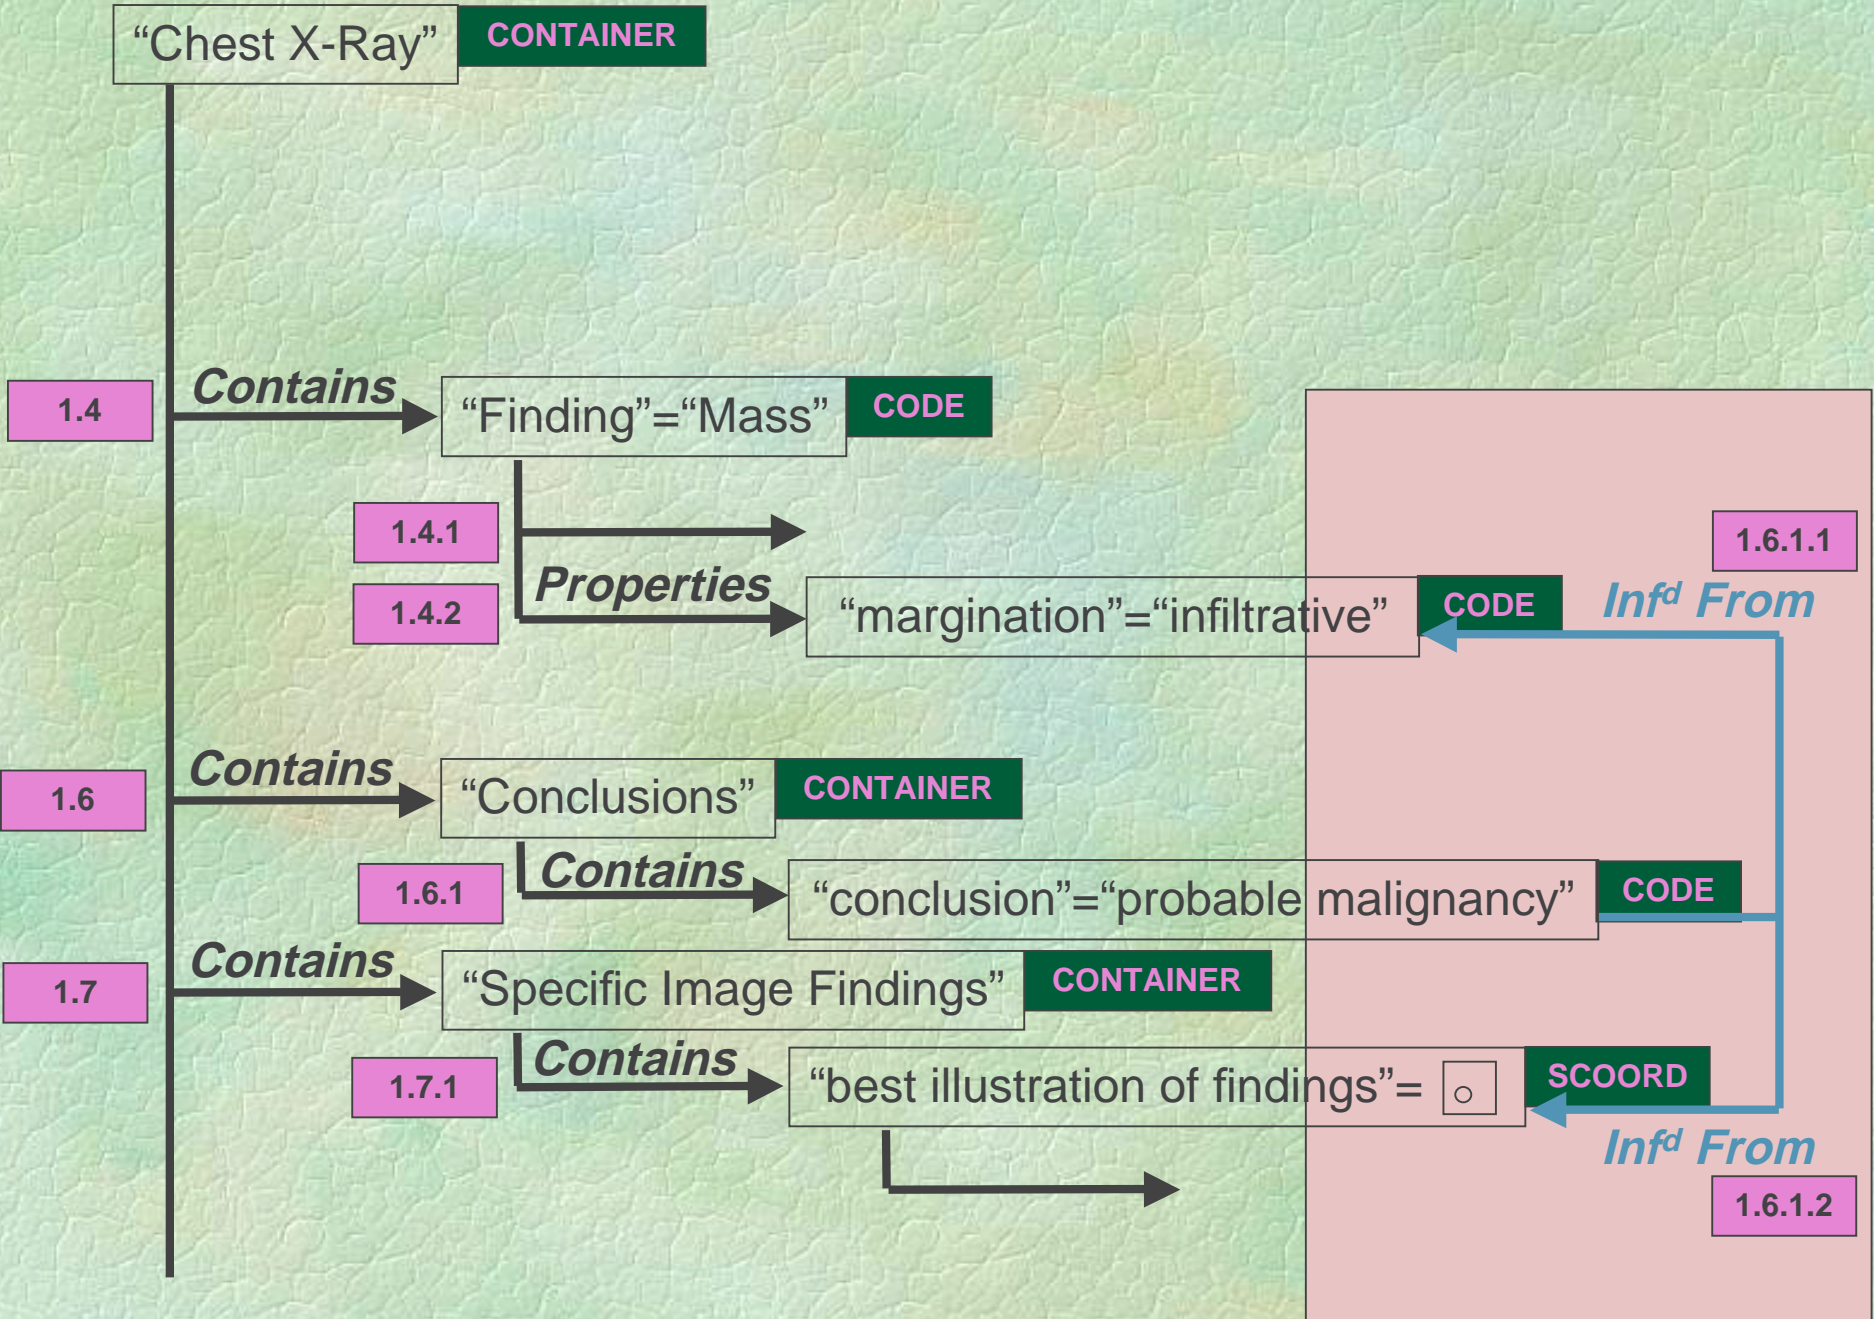 “Chest X-Ray” CONTAINER
1.4 Contains “Finding”=“Mass” CODE
1.4.1
1.6.1.1
1.4.2 Properties “margination”=“infiltrative” CODE Infd From
1.6 Contains “Conclusions” CONTAINER
1.6.1 Contains “conclusion”=“probable malignancy” CODE
1.7 Contains “Specific Image Findings” CONTAINER
1.7.1 Contains “best illustration of findings”= SCOORD
Infd From
1.6.1.2